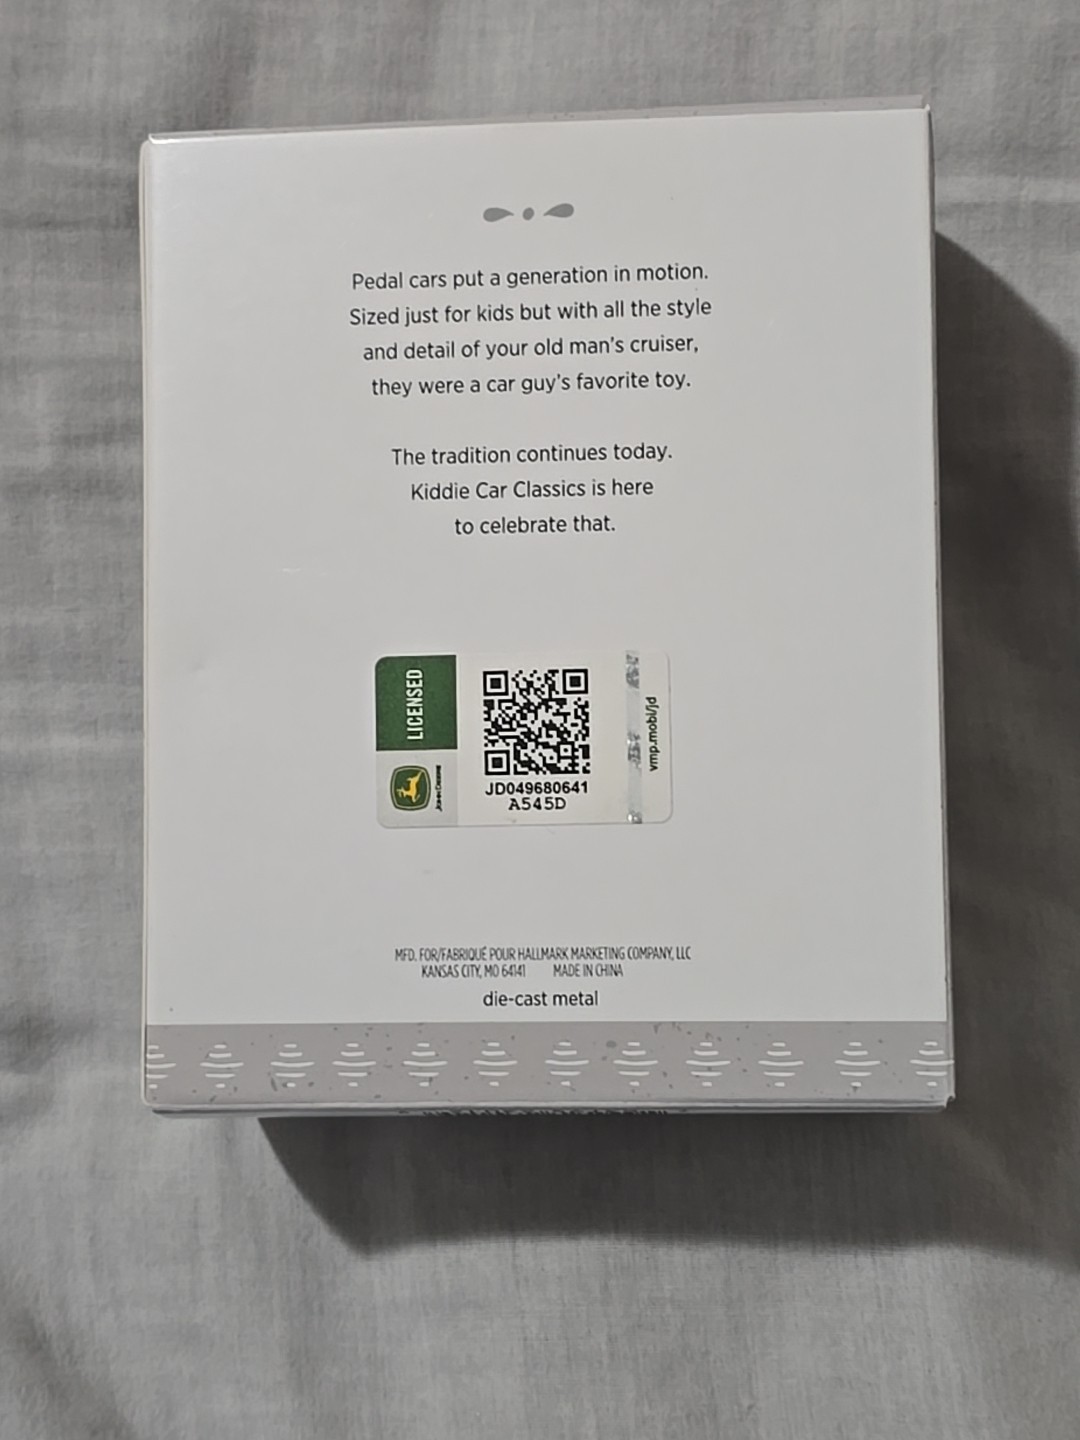 Pedal cars put a generation in motion.
Sized just for kids but with all the style
and detail of your old man's cruiser,
they were a car guy's favorite toy.
The tradition continues today.
Kiddie Car Classics is here
to celebrate that.
LICENSED
JOHN DEERE
JD049680641
A545D
vmp.mobi/jd
MFD. FOR/FABRIQUÉ POUR HALLMARK MARKETING COMPANY, LLC
KANSAS CITY, MO 64141 MADE IN CHINA
die-cast metal